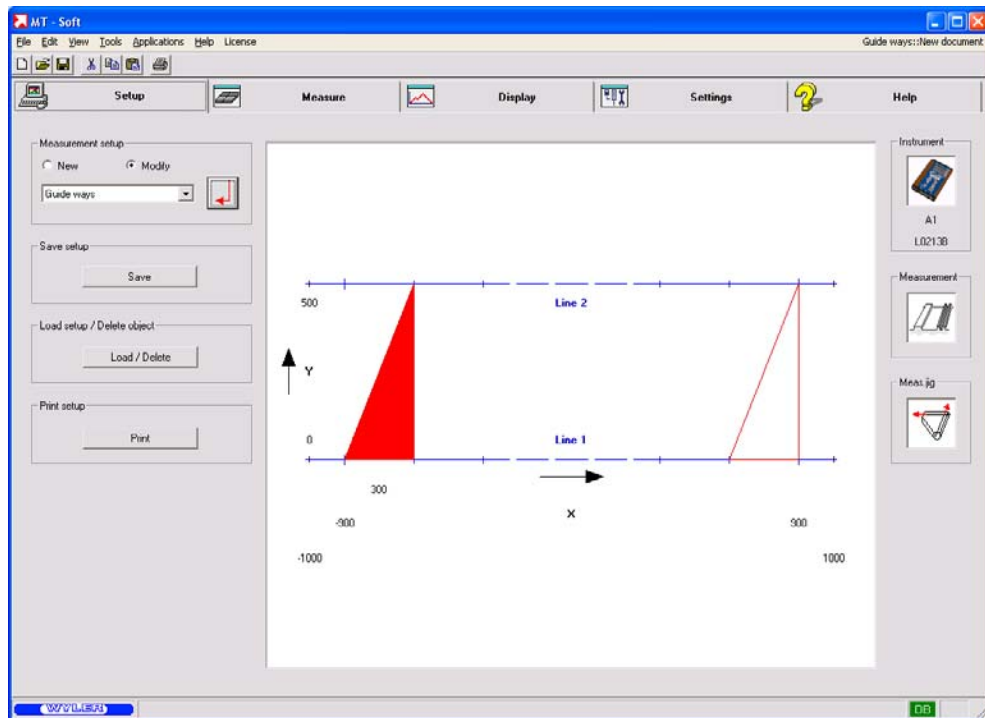 MT - Soft
File Edit View Tools Applications Help License
Guide ways::New document
Setup
Measure
Display
Settings
Help
Measurement setup
New
Modify
Guide ways
Save setup
Save
Load setup / Delete object
Load / Delete
Print setup
Print
500
Line 2
Y
0
Line 1
300
X
-900
900
-1000
1000
Instrument
A1
L0213B
Measurement
Meas.jig
WYLER
DB